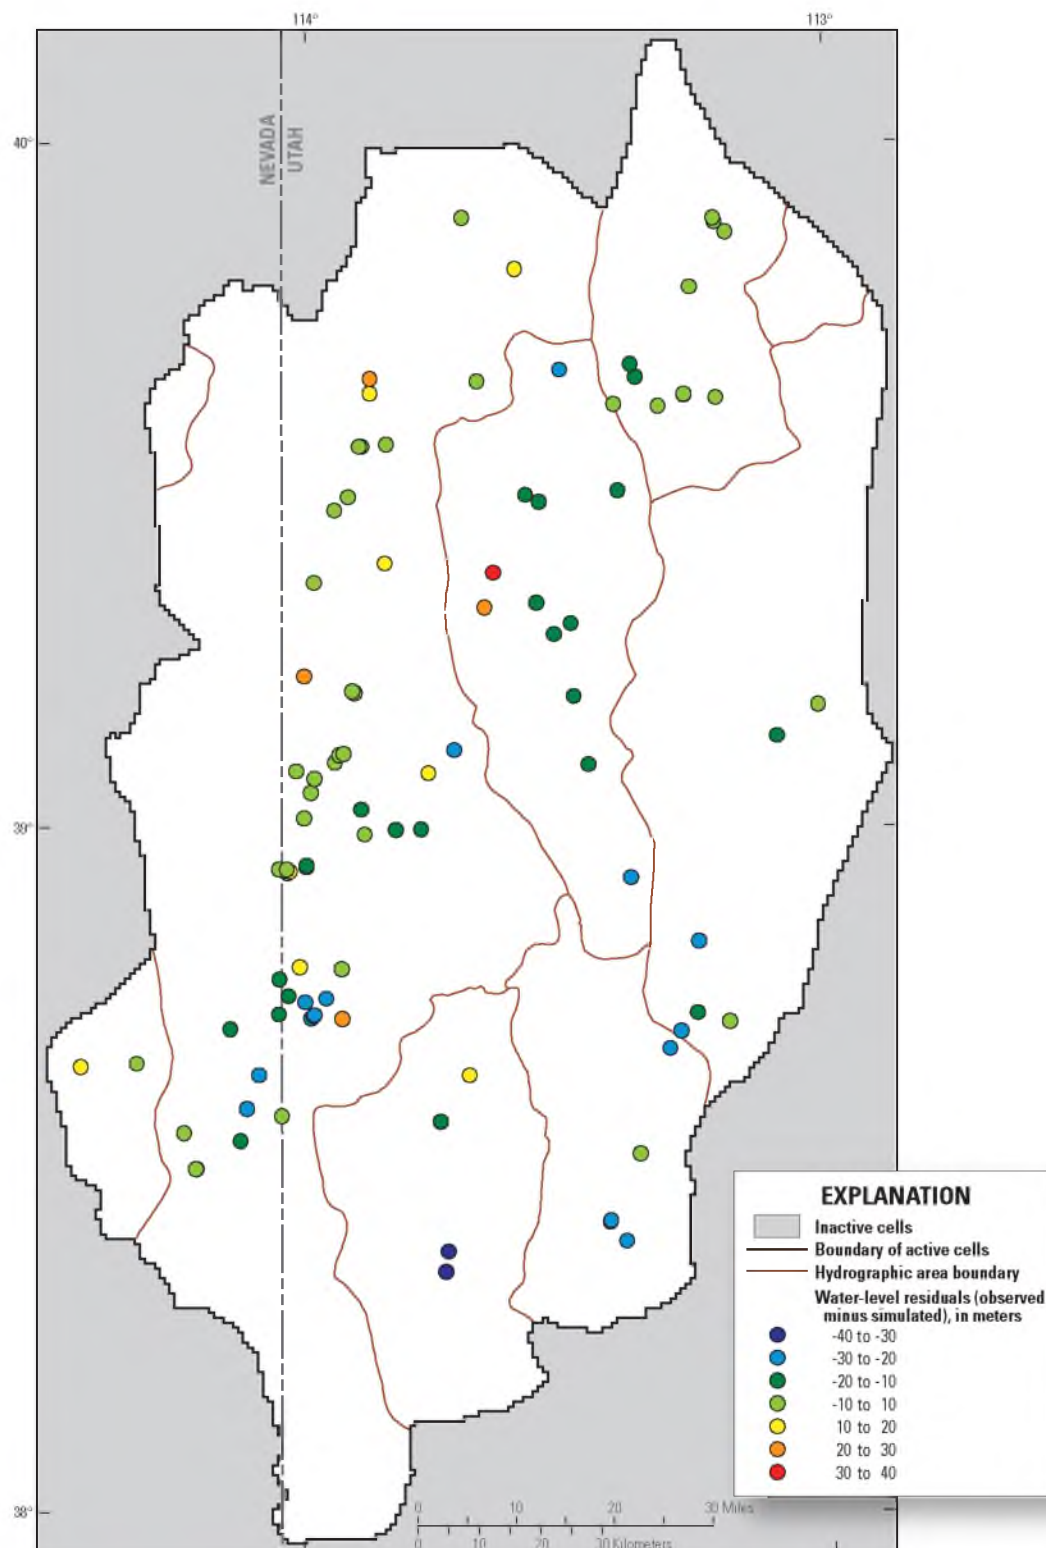 114°
113°
40°
NEVADA
UTAH
39°
38°
EXPLANATION
Inactive cells
Boundary of active cells
Hydrographic area boundary
Water-level residuals (observed
minus simulated), in meters
-40 to -30
-30 to -20
-20 to -10
-10 to 10
10 to 20
20 to 30
30 to 40
0 10 20 30 Miles
0 10 20 30 Kilometers